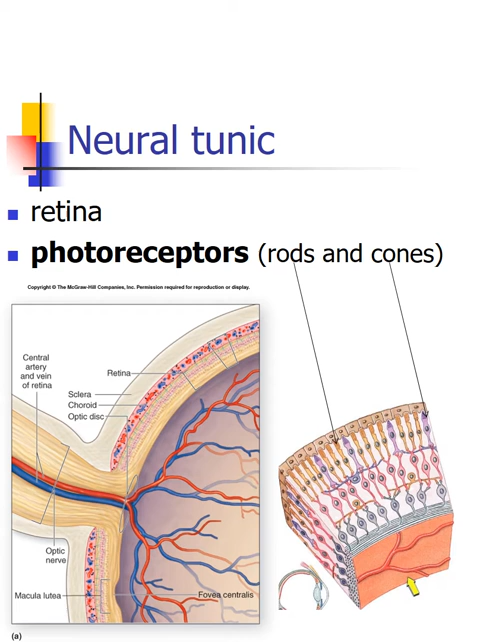 Neural tunic
retina
photoreceptors (rods and cones)
Copyright © The McGraw-Hill Companies, Inc. Permission required for reproduction or display.
Central
artery
and vein
of retina
Retina
Sclera
Choroid
Optic disc
Optic
nerve
Macula lutea
Fovea centralis
(a)